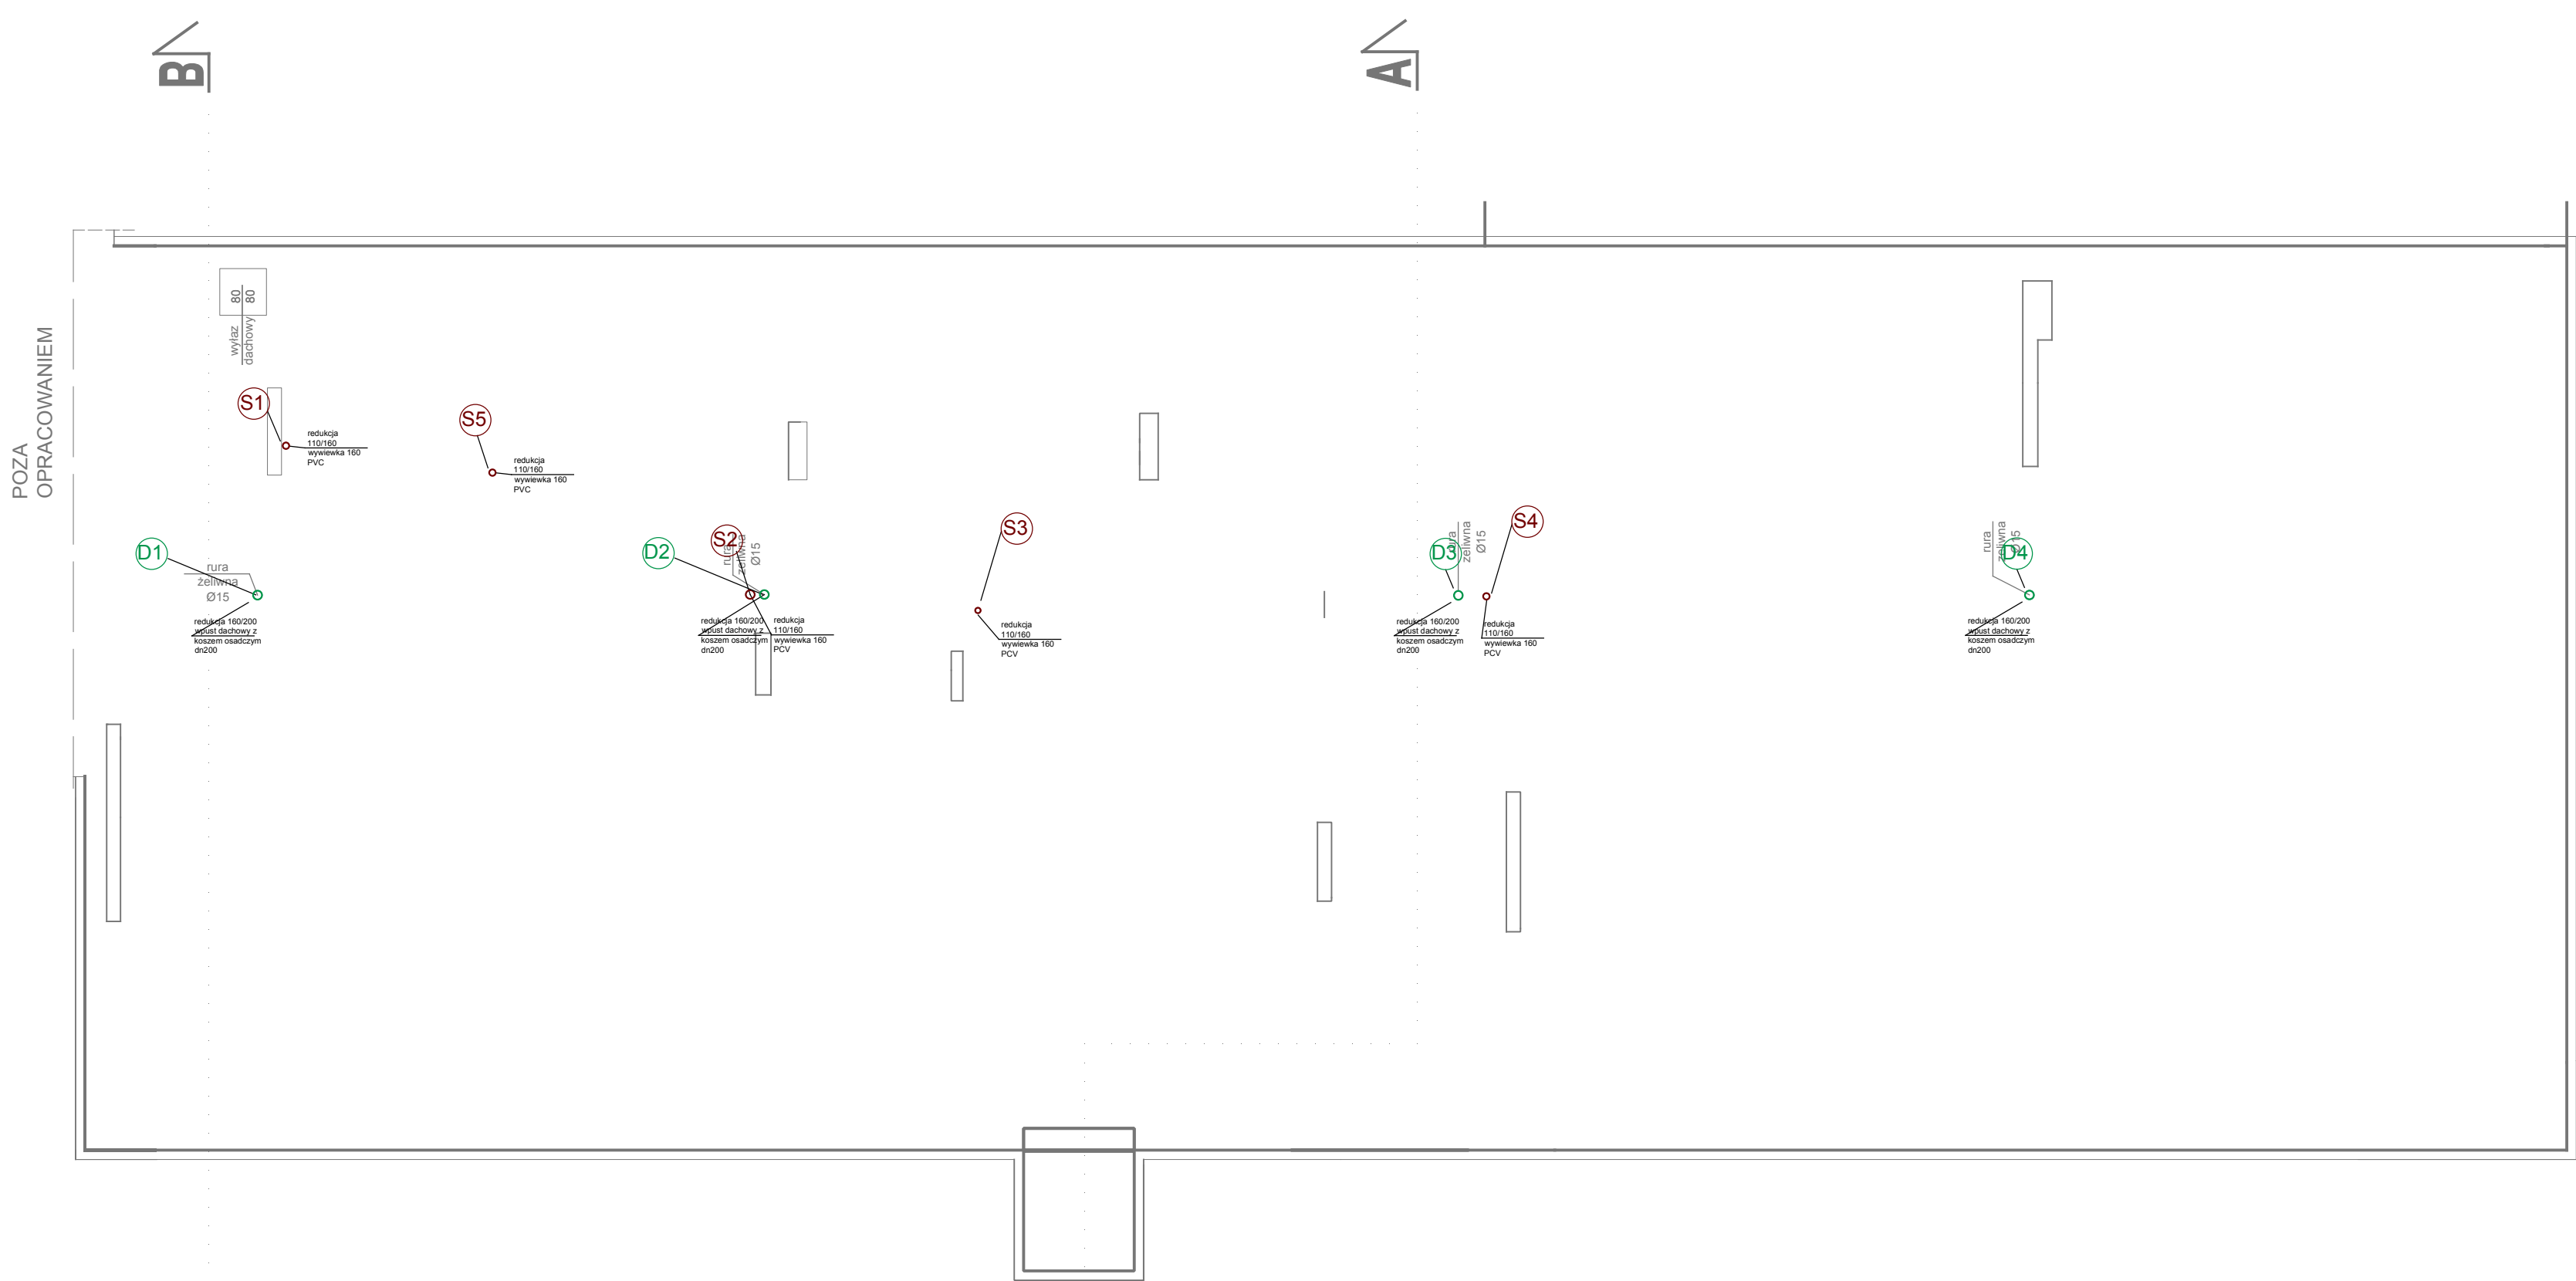 B
A
POZA
OPRACOWANIEM
80
80
wyłaz
dachowy
S1
redukcja
110/160
wywiewka 160
PVC
S5
redukcja
110/160
wywiewka 160
PVC
D1
rura
żeliwna
Ø15
redukcja 160/200
wpust dachowy z
koszem osadczym
dn200
D2
S2
rura
żeliwna
Ø15
redukcja 160/200
wpust dachowy z
koszem osadczym
dn200
redukcja
110/160
wywiewka 160
PCV
S3
redukcja
110/160
wywiewka 160
PCV
D3
rura
żeliwna
Ø15
redukcja 160/200
wpust dachowy z
koszem osadczym
dn200
S4
redukcja
110/160
wywiewka 160
PCV
D4
rura
żeliwna
Ø15
redukcja 160/200
wpust dachowy z
koszem osadczym
dn200